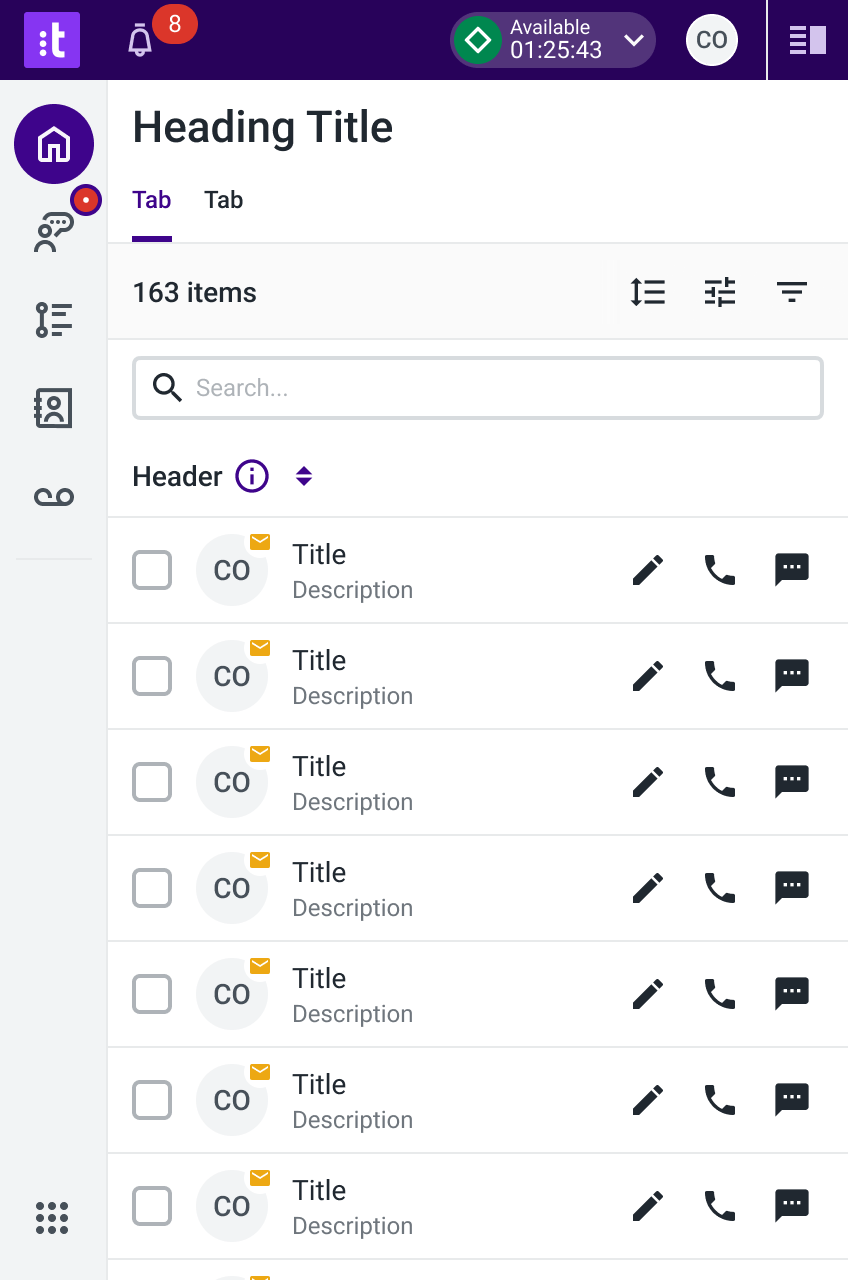 :t
8
Available
01:25:43
CO
Heading Title
Tab Tab
163 items
Search...
Header
CO
Title
Description
CO
Title
Description
CO
Title
Description
CO
Title
Description
CO
Title
Description
CO
Title
Description
CO
Title
Description